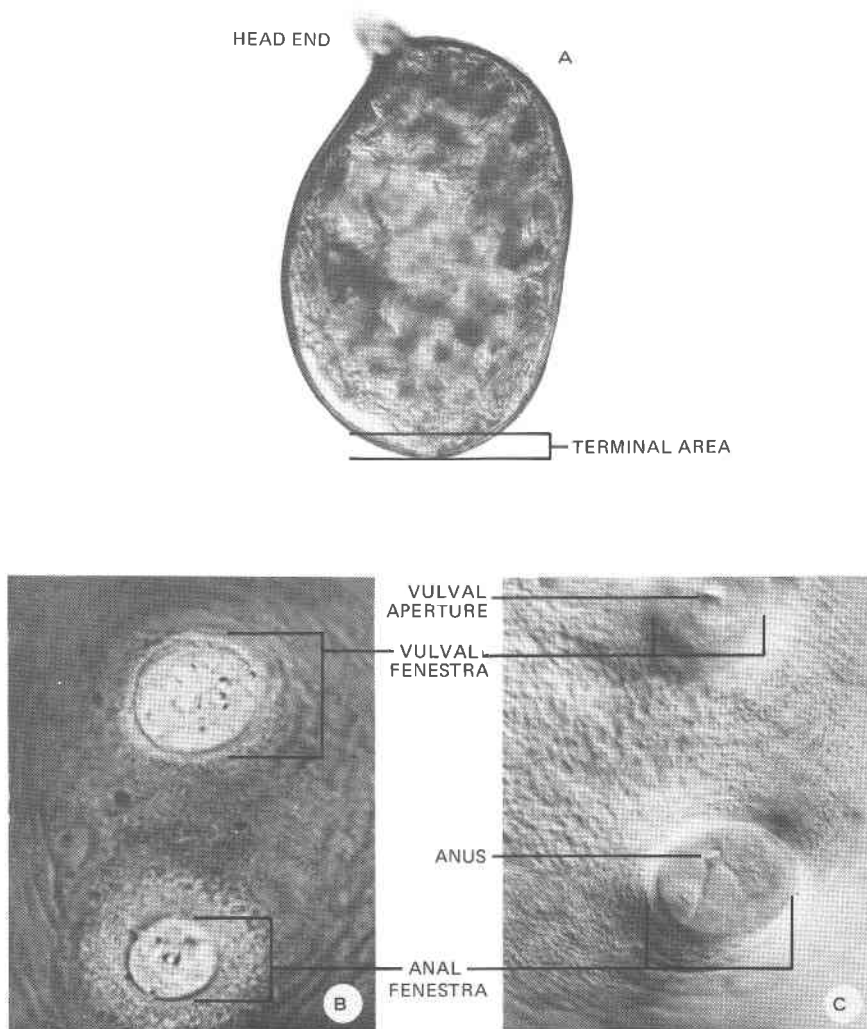 HEAD END
A
TERMINAL AREA
VULVAL
APERTURE
VULVAL
FENESTRA
ANUS
ANAL
FENESTRA
B
C